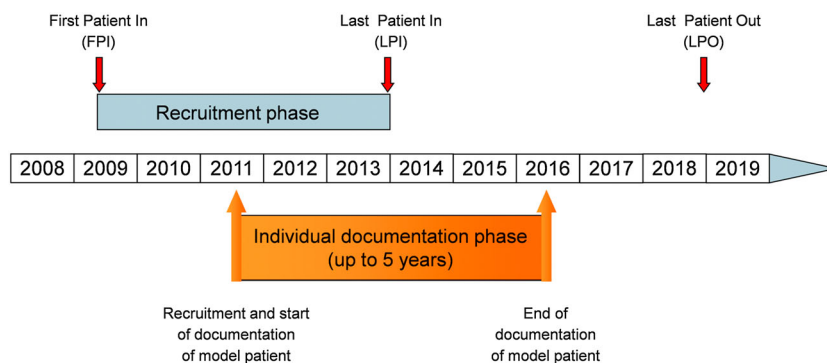 First Patient In
(FPI)
Last Patient In
(LPI)
Last Patient Out
(LPO)
Recruitment phase
2008 2009 2010 2011 2012 2013 2014 2015 2016 2017 2018 2019
Individual documentation phase
(up to 5 years)
Recruitment and start
of documentation
of model patient
End of
documentation
of model patient